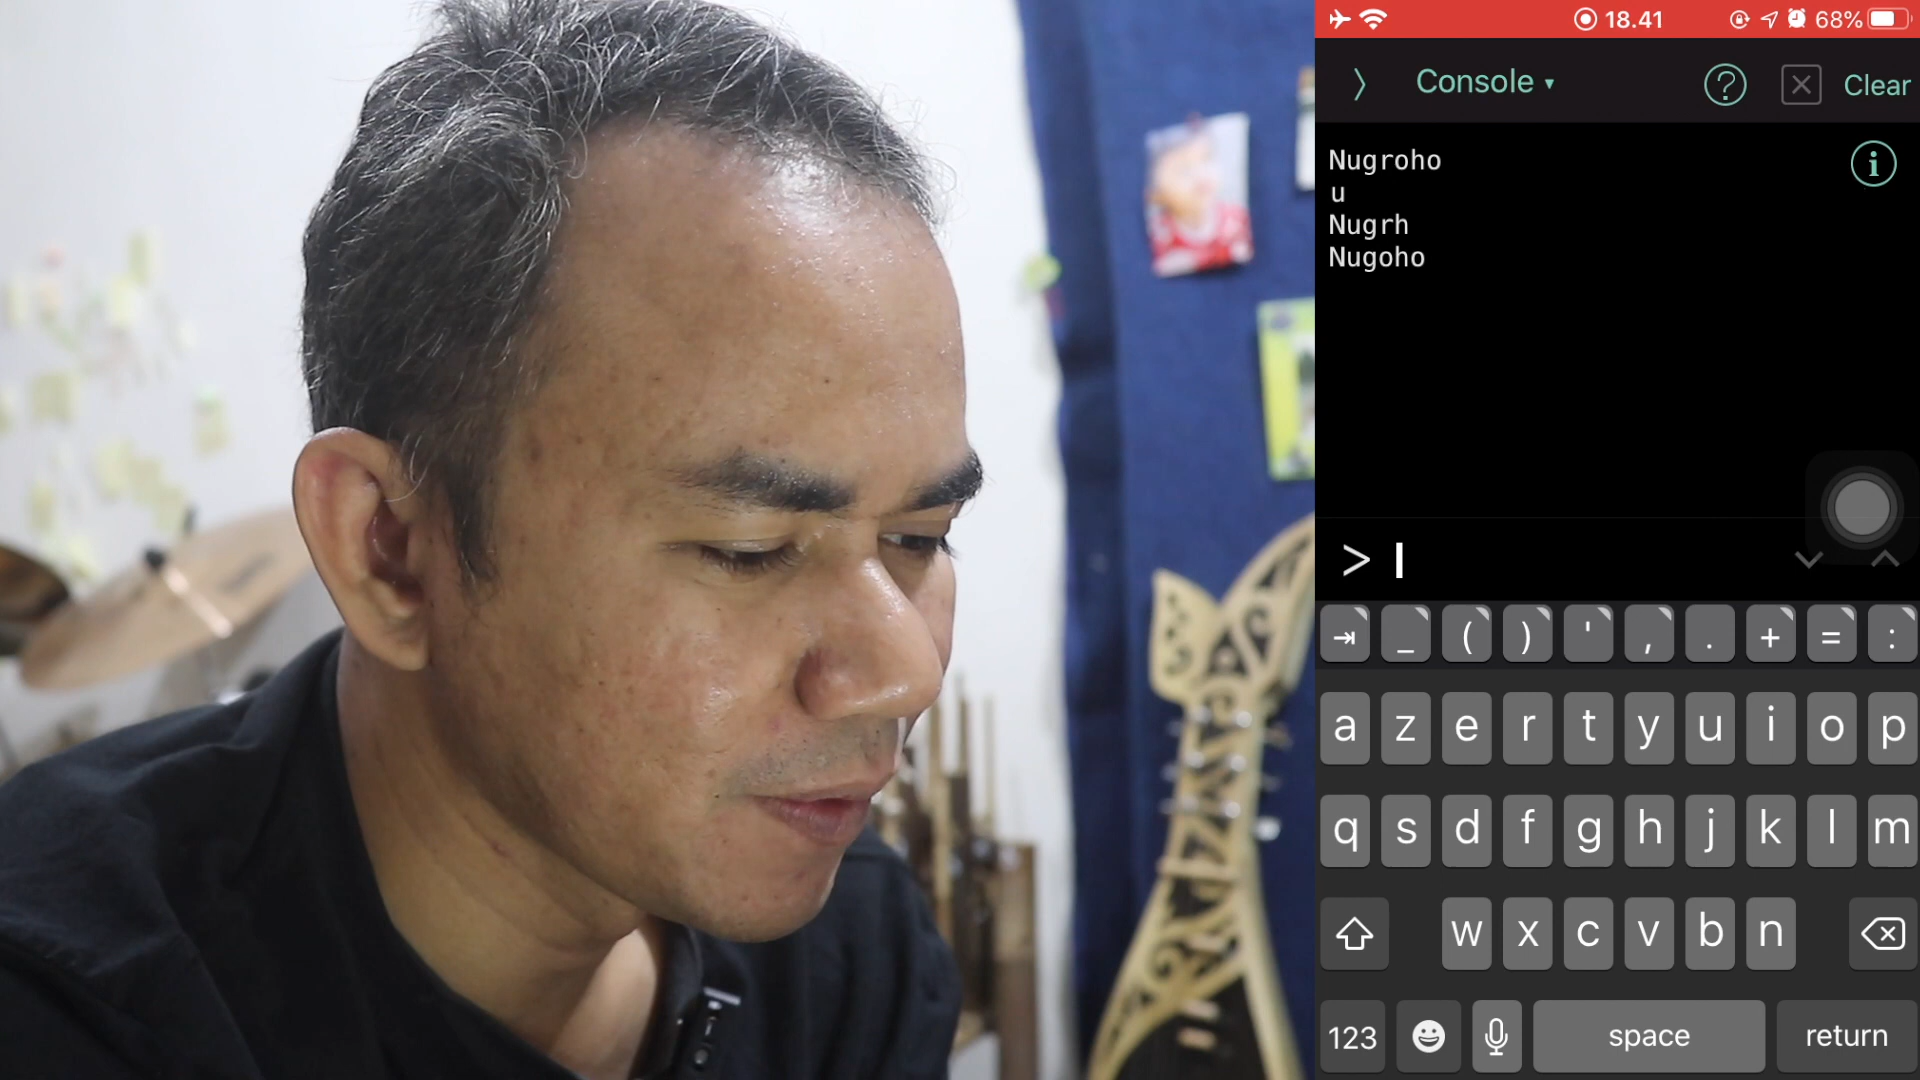 18.41
68%
Console
Clear
Nugroho
u
Nugrh
Nugoho
>
_ ( ) ' , . + = :
a z e r t y u i o p
q s d f g h j k l m
w x c v b n
123 space return